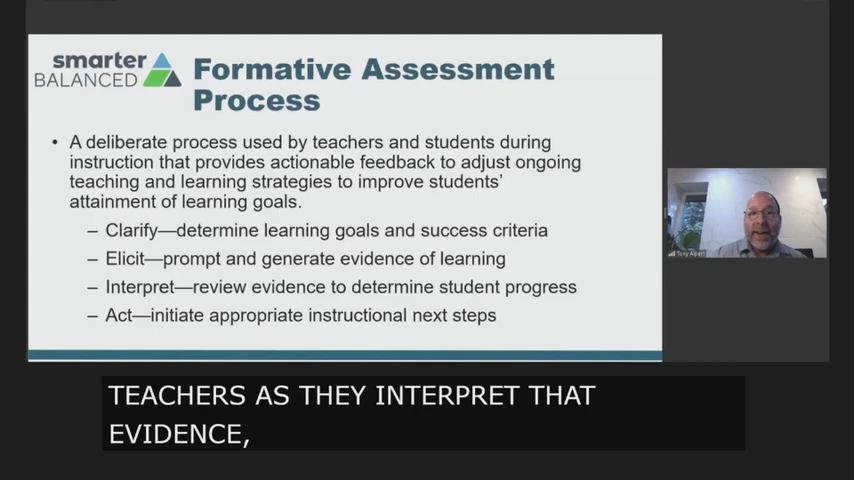 smarter
BALANCED
Formative Assessment
Process
• A deliberate process used by teachers and students during
instruction that provides actionable feedback to adjust ongoing
teaching and learning strategies to improve students’
attainment of learning goals.
– Clarify—determine learning goals and success criteria
– Elicit—prompt and generate evidence of learning
– Interpret—review evidence to determine student progress
– Act—initiate appropriate instructional next steps
Tony Alpert
TEACHERS AS THEY INTERPRET THAT
EVIDENCE,